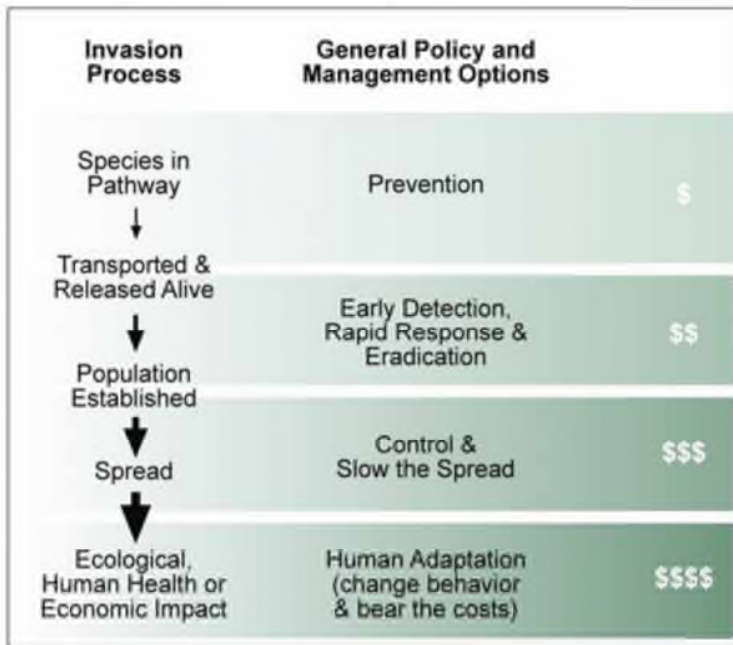 Invasion
Process
General Policy and
Management Options
Species in
Pathway
Prevention
$
Transported &
Released Alive
Early Detection,
Rapid Response &
Eradication
$$
Population
Established
Control &
Slow the Spread
$$$
Spread
Ecological,
Human Health or
Economic Impact
Human Adaptation
(change behavior
& bear the costs)
$$$$